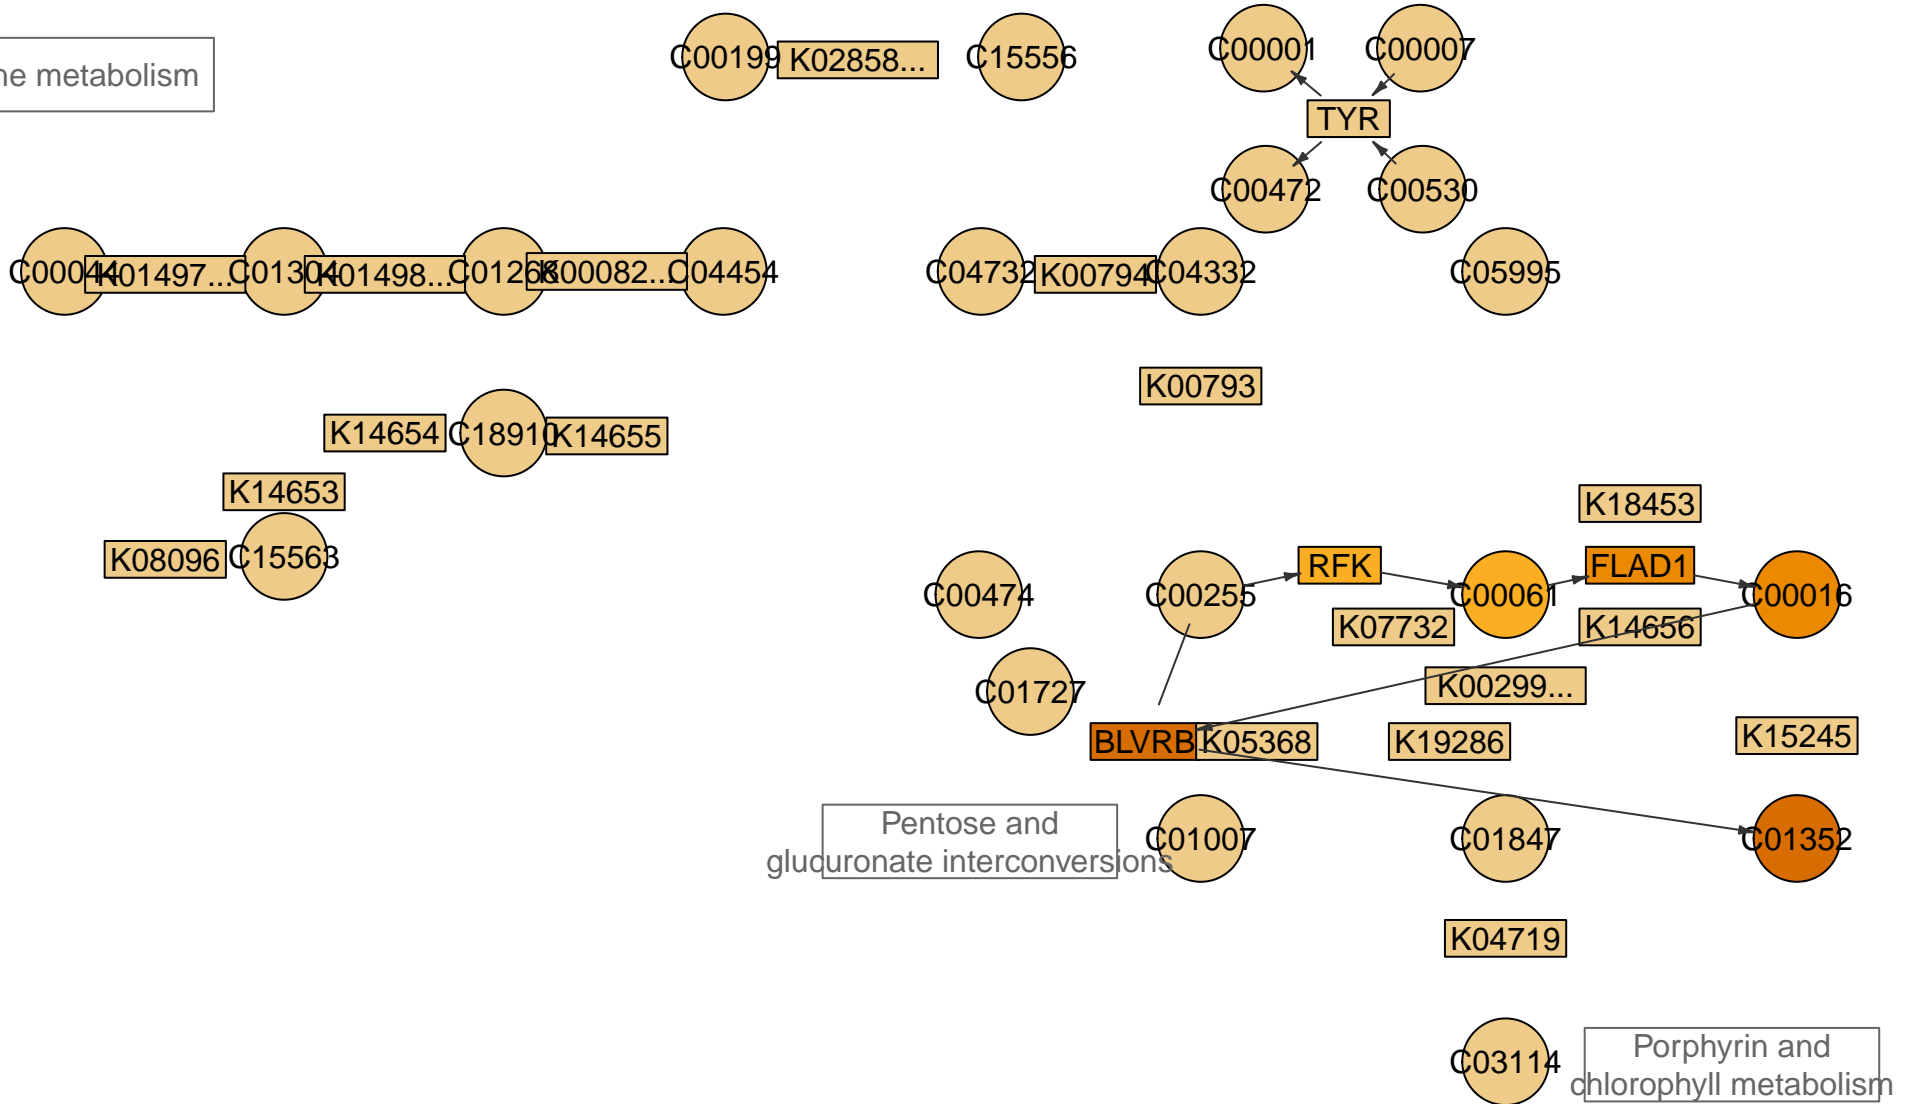 ne metabolism
C00199
K02858...
C15556
C00001
C00007
TYR
C00472
C00530
C00044
K01497...
C01304
K01498...
C01268
K00082...
C04454
C04732
K00794
C04332
C05995
K00793
K14654
C18910
K14655
K14653
K08096
C15563
K18453
C00474
C00255
RFK
C00061
FLAD1
C00016
K07732
K14656
C01727
K00299...
BLVRB
K05368
K19286
K15245
Pentose and
glucuronate interconversions
C01007
C01847
C01352
K04719
C03114
Porphyrin and
chlorophyll metabolism